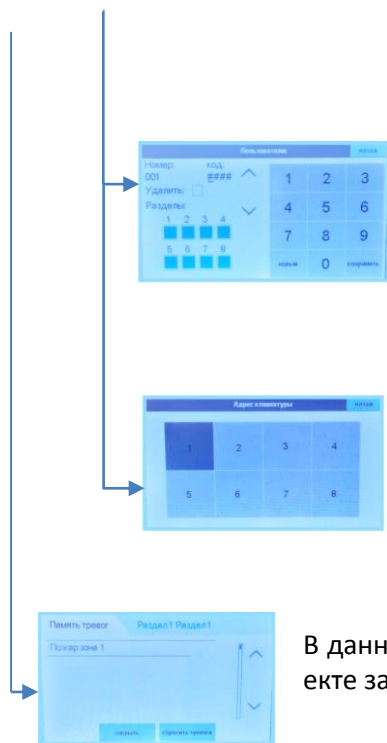 Пользователи назад
Номер: код:
001 ####
Удалить:
Разделы:
1 2 3 4
5 6 7 8
1 2 3
4 5 6
7 8 9
новый 0 сохранить
Адрес клавиатуры назад
1 2 3 4
5 6 7 8
Память тревог Раздел1 Раздел1
Пожар зона 1
закрыть сбросить тревоги
В данн
екте за